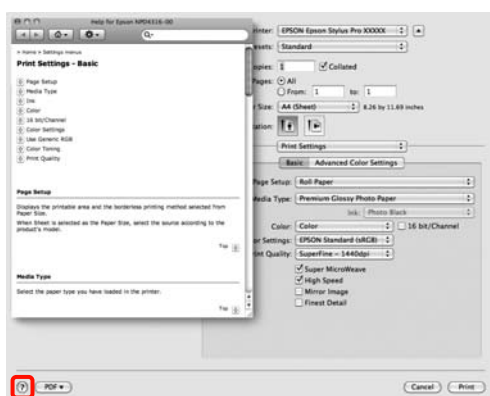 Help for Epson NPD4316-00
Q-
> Home > Settings menus
Print Settings - Basic
Page Setup
Media Type
Ink
Color
16 bit/Channel
Color Settings
Use Generic RGB
Color Toning
Print Quality
Page Setup
Displays the printable area and the borderless printing method selected from
Paper Size.
When Sheet is selected as the Paper Size, select the source according to the
product's model.
Top
Media Type
Select the paper type you have loaded in the printer.
Top
inter: EPSON Epson Stylus Pro XXXXX
esets: Standard
opies: 1 Collated
Pages: All
From: 1 to: 1
r Size: A4 (Sheet) 8.26 by 11.69 inches
tation:
Print Settings
Basic Advanced Color Settings
Page Setup: Roll Paper
Media Type: Premium Glossy Photo Paper
Ink: Photo Black
Color: Color 16 bit/Channel
or Settings: EPSON Standard (sRGB)
int Quality: SuperFine - 1440dpi
Super MicroWeave
High Speed
Mirror Image
Finest Detail
? PDF Cancel Print